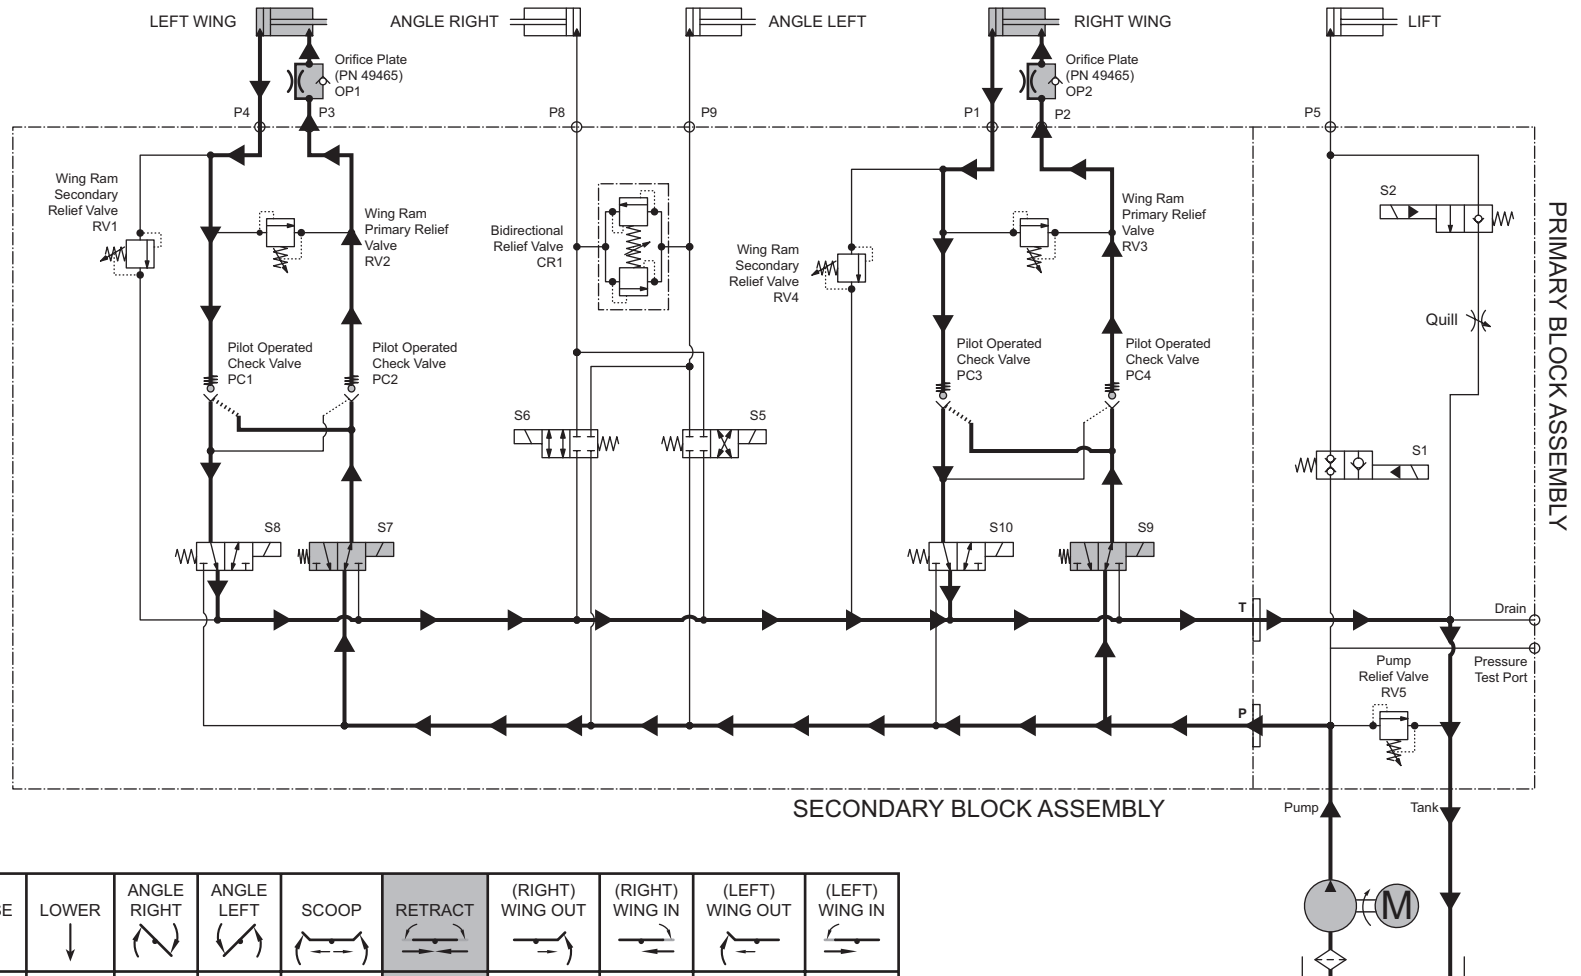 LEFT WING
ANGLE RIGHT
ANGLE LEFT
RIGHT WING
LIFT
Orifice Plate
(PN 49465)
OP1
Orifice Plate
(PN 49465)
OP2
P4
P3
P8
P9
P1
P2
P5
Wing Ram
Secondary
Relief Valve
RV1
Wing Ram
Primary Relief
Valve
RV2
Bidirectional
Relief Valve
CR1
Wing Ram
Secondary
Relief Valve
RV4
Wing Ram
Primary Relief
Valve
RV3
S2
Quill
PRIMARY BLOCK ASSEMBLY
Pilot Operated
Check Valve
PC1
Pilot Operated
Check Valve
PC2
Pilot Operated
Check Valve
PC3
Pilot Operated
Check Valve
PC4
S6
S5
S1
S8
S7
S10
S9
T
Drain
Pump
Relief Valve
RV5
Pressure
Test Port
P
SECONDARY BLOCK ASSEMBLY
Pump
Tank
M
E
LOWER
ANGLE
RIGHT
ANGLE
LEFT
SCOOP
RETRACT
(RIGHT)
WING OUT
(RIGHT)
WING IN
(LEFT)
WING OUT
(LEFT)
WING IN